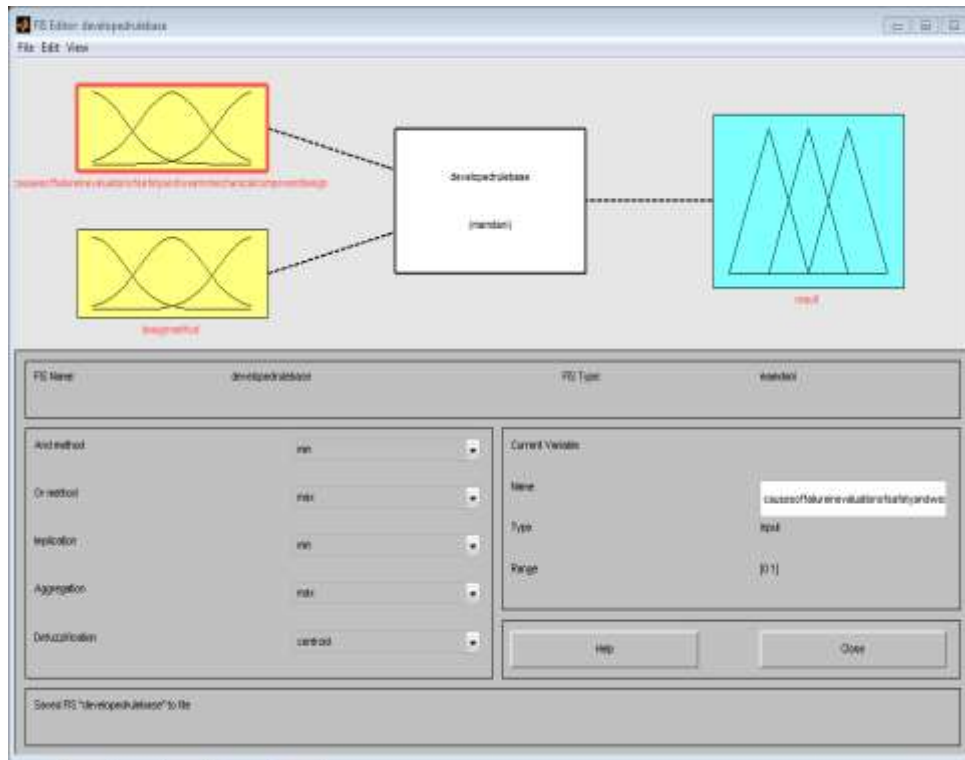 FIS Editor: developedrulebase
File Edit View
developedrulebase
(mamdani)
result
designmethod
FIS Name: developedrulebase FIS Type: mamdani
And method min
Or method max
Implication min
Aggregation max
Defuzzification centroid
Current Variable
Name causesoffailureinevaluationofsafetyandwe
Type input
Range [0 1]
Help Close
Saved FIS "developedrulebase" to file